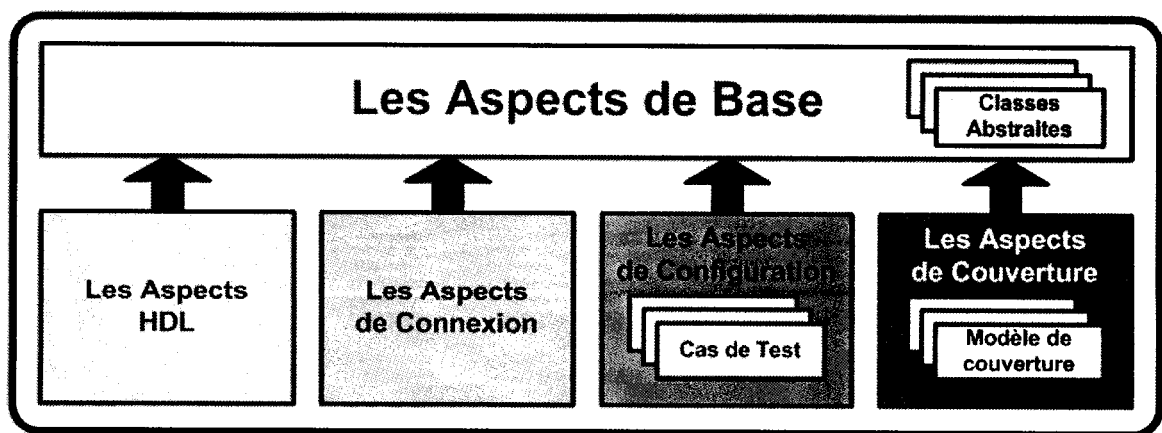 Les Aspects de Base
Classes
Abstraites
Les Aspects
HDL
Les Aspects
de Connexion
Les Aspects
de Configuration
Cas de Test
Les Aspects
de Couverture
Modèle de
couverture